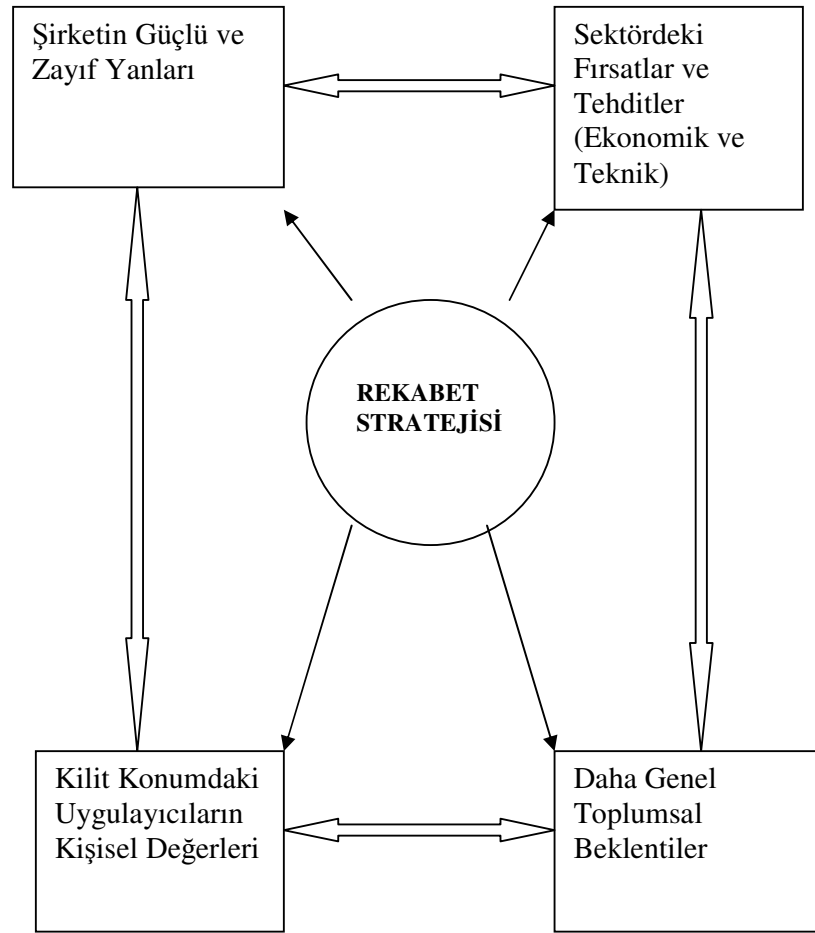 Şirketin Güçlü ve
Zayıf Yanları
Sektördeki
Fırsatlar ve
Tehditler
(Ekonomik ve
Teknik)
REKABET
STRATEJİSİ
Kilit Konumdaki
Uygulayıcıların
Kişisel Değerleri
Daha Genel
Toplumsal
Beklentiler